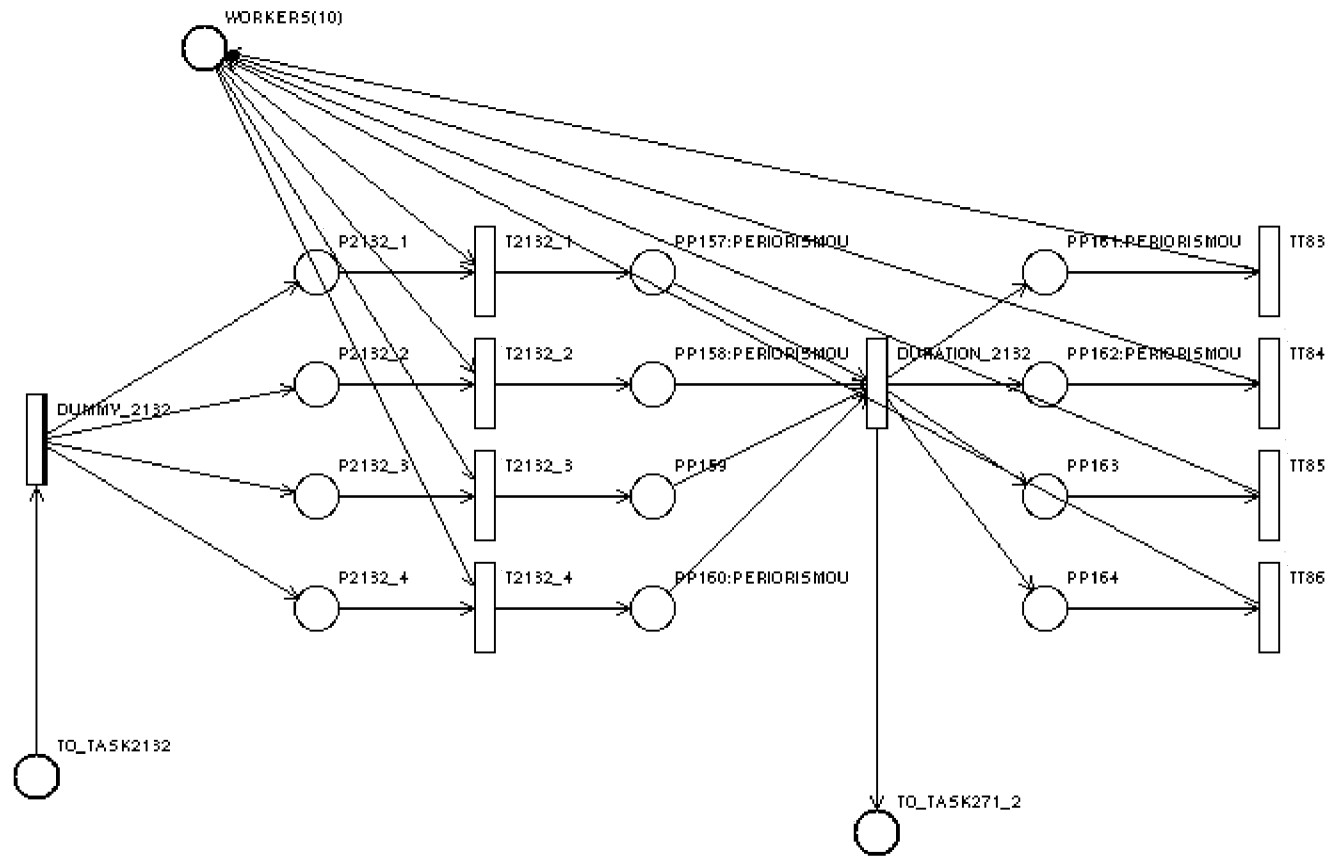 WORKERS(10)
P2132_1
T2132_1
PP157:PERIORISMOU
PP161:PERIORISMOU
TT83
P2132_2
T2132_2
PP158:PERIORISMOU
DURATION_2132
PP162:PERIORISMOU
TT84
DUMMY_2132
P2132_3
T2132_3
PP159
PP163
TT85
P2132_4
T2132_4
PP160:PERIORISMOU
PP164
TT86
TO_TASK2132
TO_TASK271_2